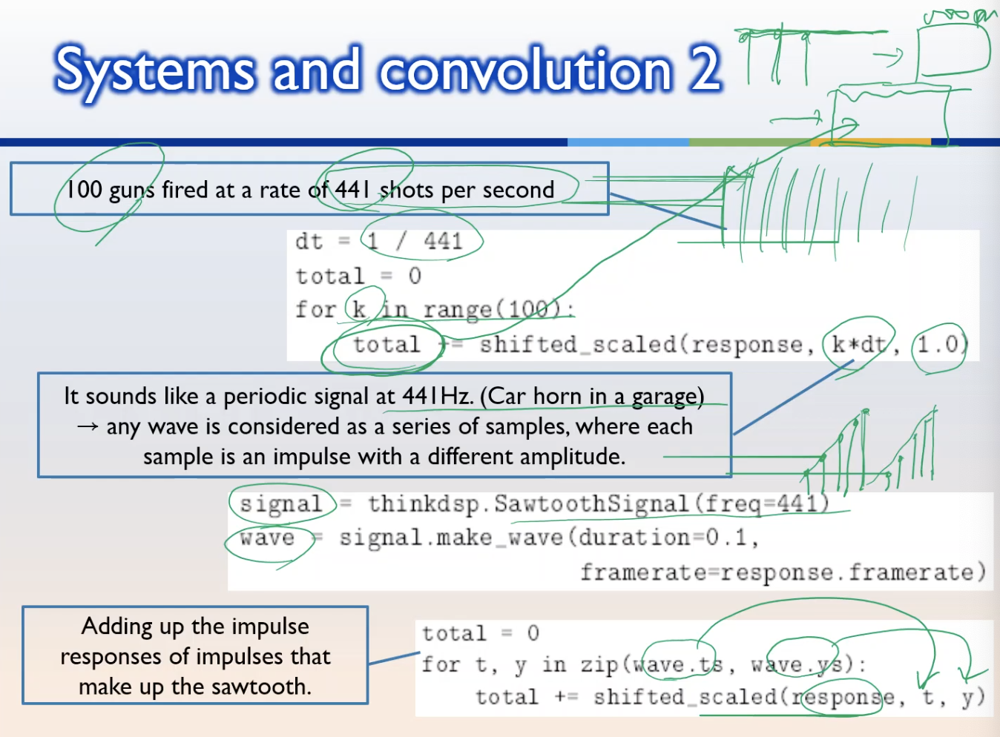 Systems and convolution 2
100 guns fired at a rate of 441 shots per second
dt = 1 / 441
total = 0
for k in range(100):
    total += shifted_scaled(response, k*dt, 1.0)
It sounds like a periodic signal at 441Hz. (Car horn in a garage)
→ any wave is considered as a series of samples, where each
sample is an impulse with a different amplitude.
signal = thinkdsp.SawtoothSignal(freq=441)
wave = signal.make_wave(duration=0.1,
                        framerate=response.framerate)
Adding up the impulse
responses of impulses that
make up the sawtooth.
total = 0
for t, y in zip(wave.ts, wave.ys):
    total += shifted_scaled(response, t, y)